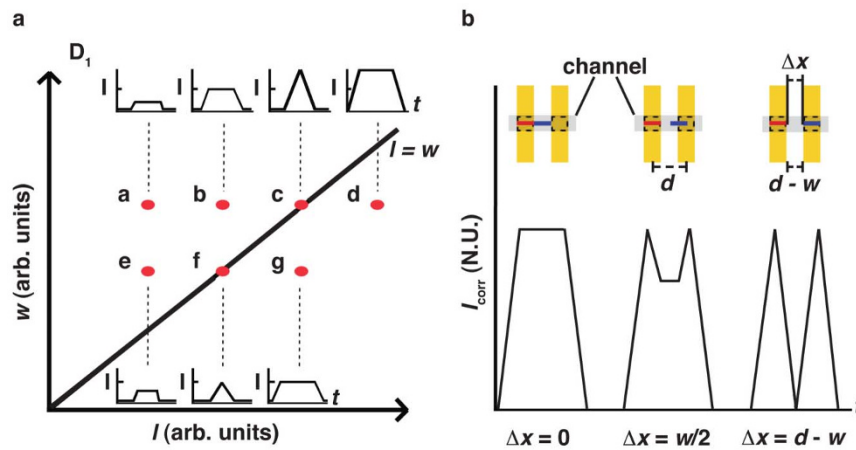 a
D1
I I I I t
l = w
a b c d
e f g
w (arb. units)
I I I t
l (arb. units)
b
channel
Δx
d
d - w
Icorr (N.U.)
Δx = 0 Δx = w/2 Δx = d - w